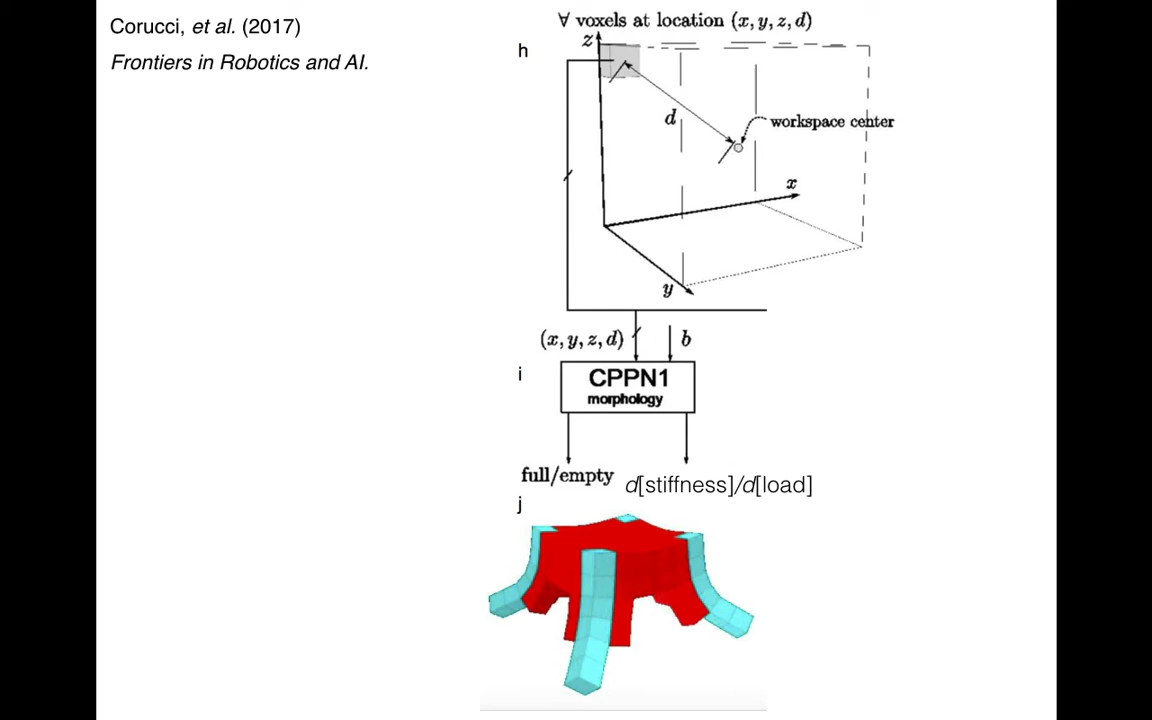 Corucci, et al. (2017)
Frontiers in Robotics and AI.
∀ voxels at location (x, y, z, d)
h
z
d
workspace center
x
y
(x, y, z, d)
b
i
CPPN1
morphology
full/empty
d[stiffness]/d[load]
j